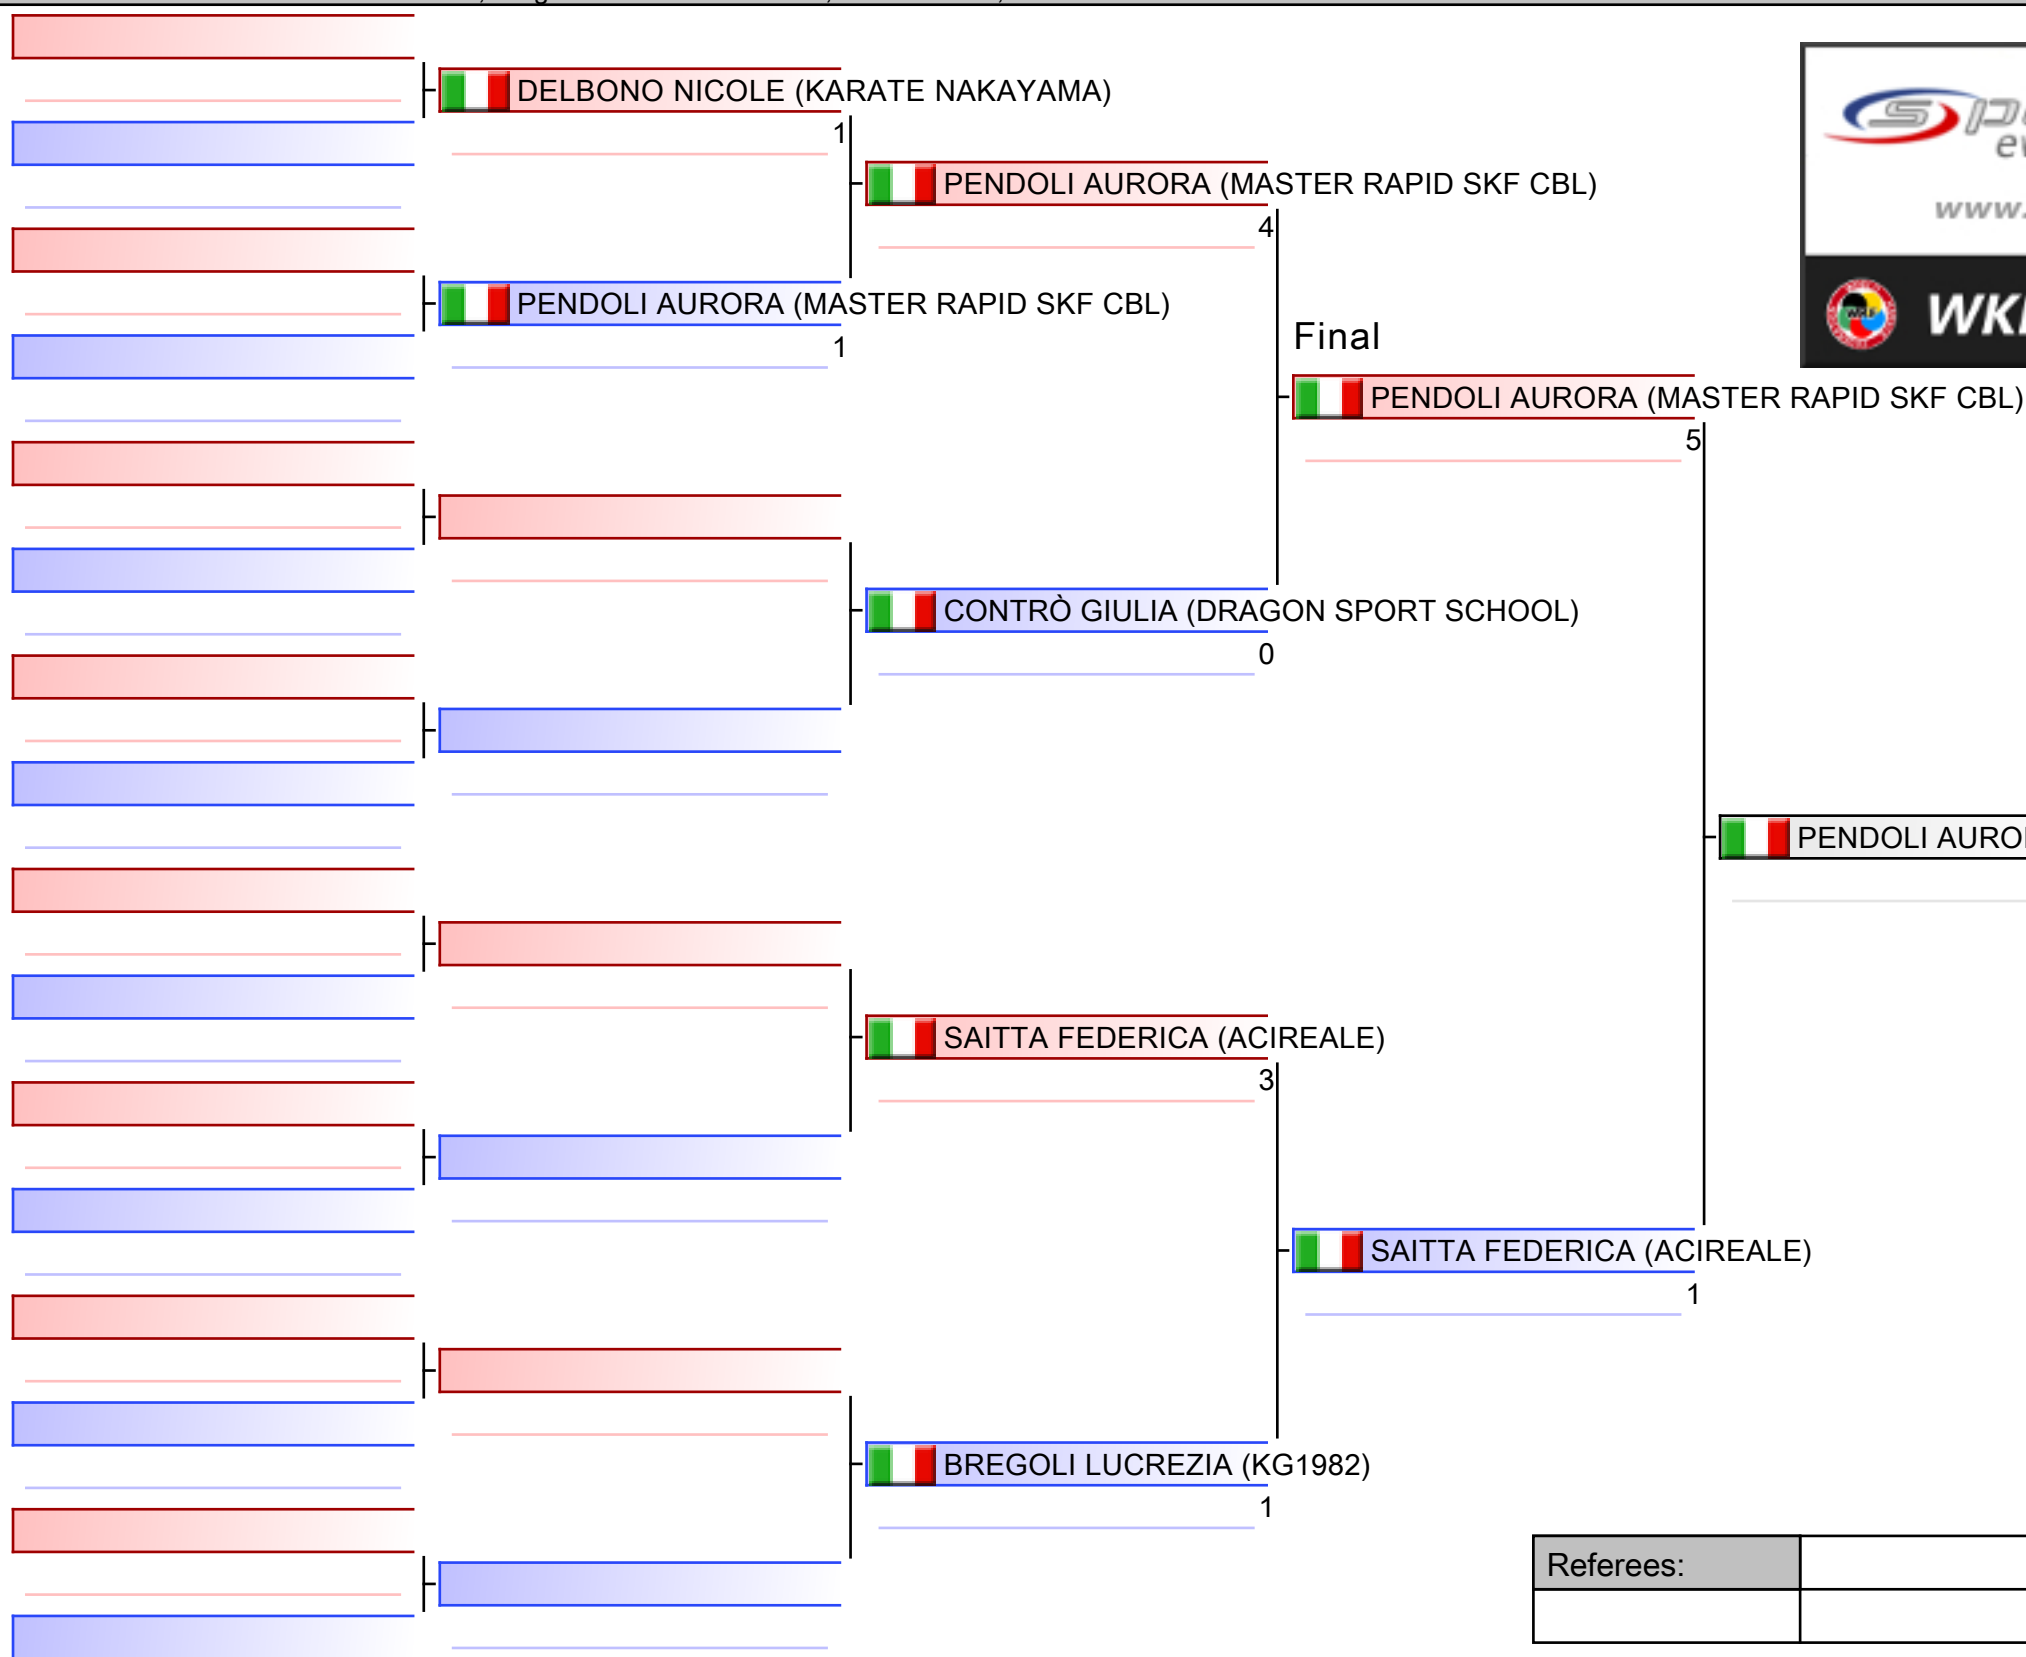 DELBONO NICOLE (KARATE NAKAYAMA)
1
PENDOLI AURORA (MASTER RAPID SKF CBL)
4
PENDOLI AURORA (MASTER RAPID SKF CBL)
1
Final
PENDOLI AURORA (MASTER RAPID SKF CBL)
5
CONTRÒ GIULIA (DRAGON SPORT SCHOOL)
0
PENDOLI AURO
SAITTA FEDERICA (ACIREALE)
3
SAITTA FEDERICA (ACIREALE)
1
BREGOLI LUCREZIA (KG1982)
1
Referees:
www.
WK